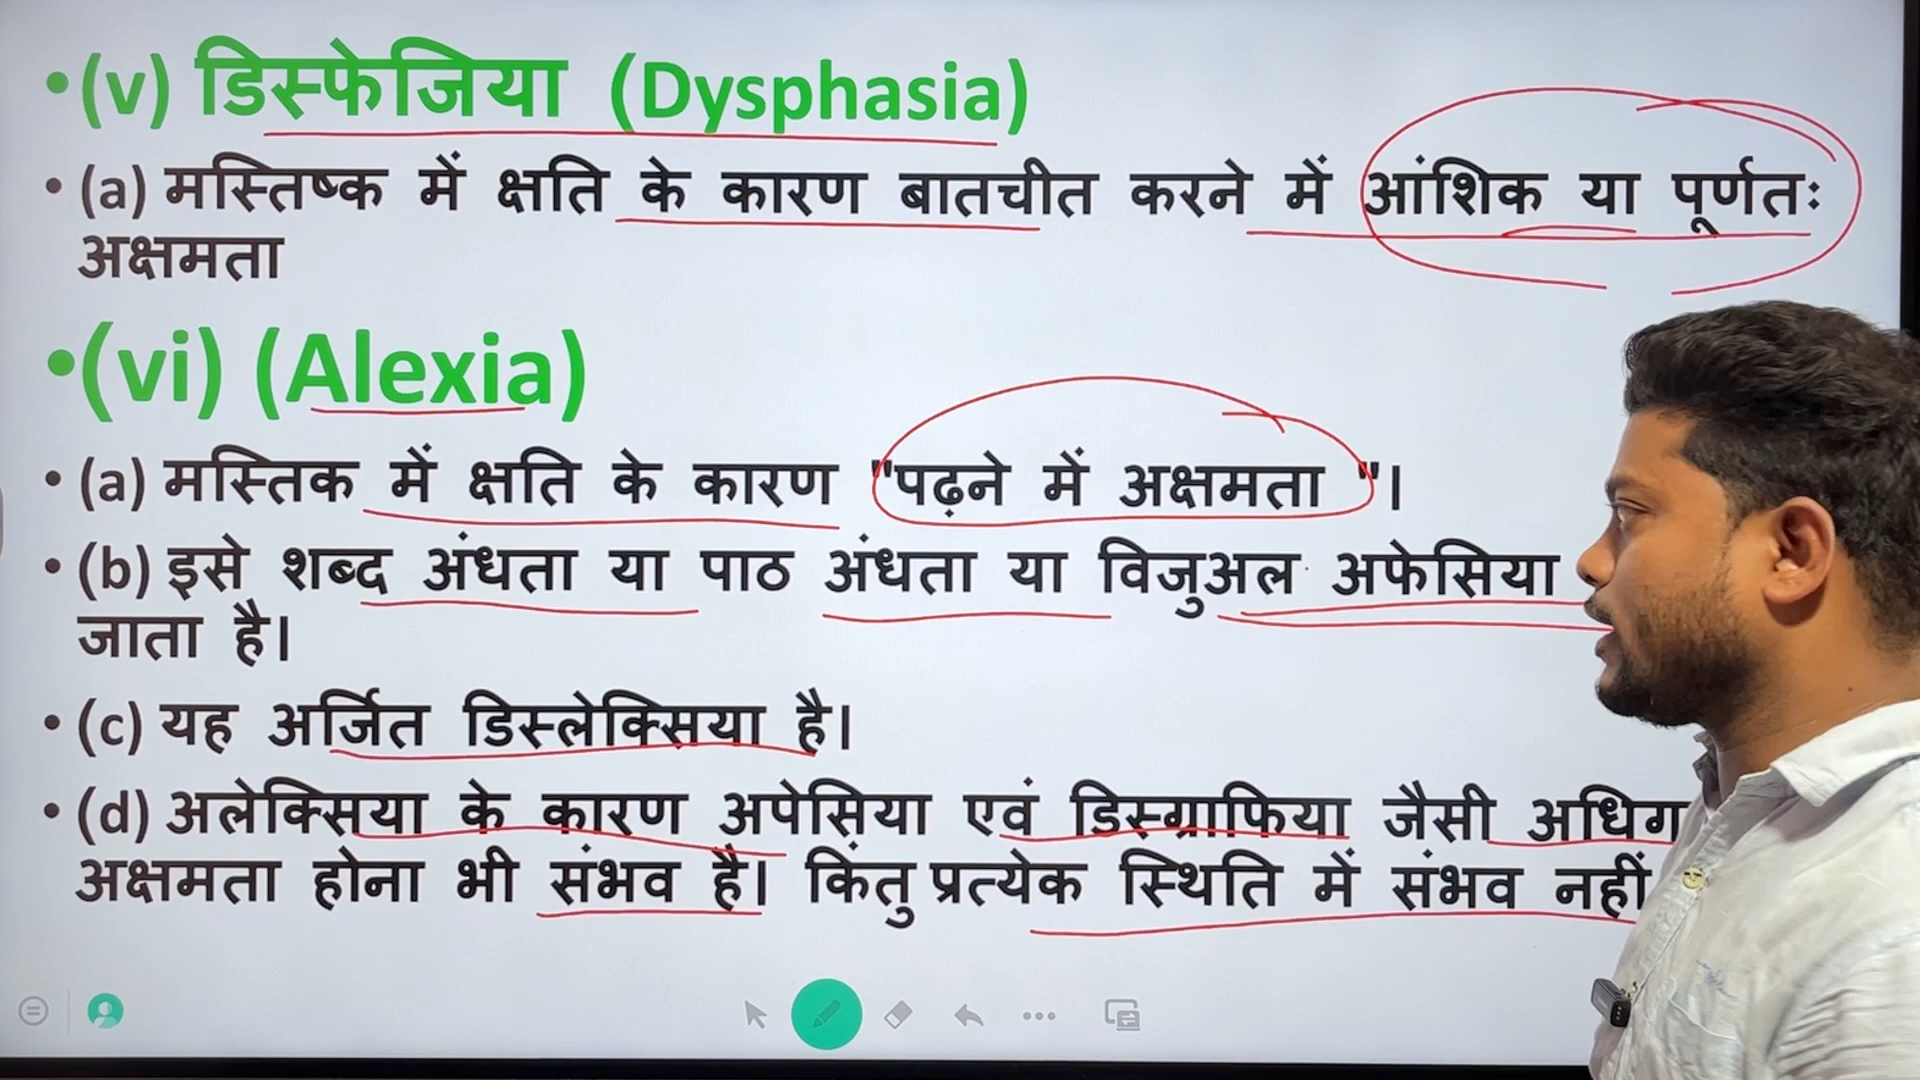 •(v) डिस्फेजिया (Dysphasia)
• (a) मस्तिष्क में क्षति के कारण बातचीत करने में आंशिक या पूर्णतः
अक्षमता
•(vi) (Alexia)
• (a) मस्तिक में क्षति के कारण "पढ़ने में अक्षमता "।
• (b) इसे शब्द अंधता या पाठ अंधता या विजुअल अफेसिया
जाता है।
• (c) यह अर्जित डिस्लेक्सिया है।
• (d) अलेक्सिया के कारण अपेसिया एवं डिस्ग्राफिया जैसी
अक्षमता होना भी संभव है। किंतु प्रत्येक स्थिति में संभव नहीं